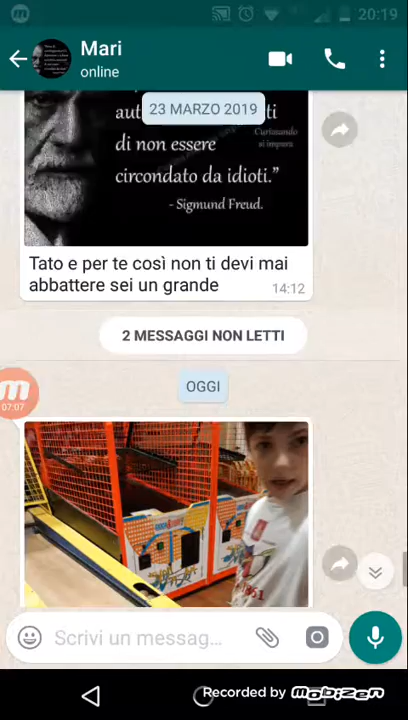 20:19
Mari
online
23 MARZO 2019
di non essere
circondato da idioti.”
- Sigmund Freud.
Curiosando
si impara
Tato e per te così non ti devi mai
abbattere sei un grande
14:12
2 MESSAGGI NON LETTI
OGGI
07:07
Scrivi un messag...
Recorded by MOBIZEN